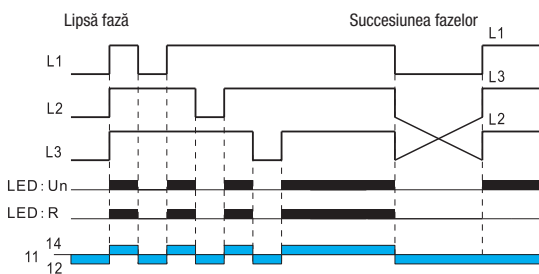 Lipsă fază
Succesiunea fazelor
L1
L1
L3
L2
L2
L3
LED: Un
LED: R
11 14
12